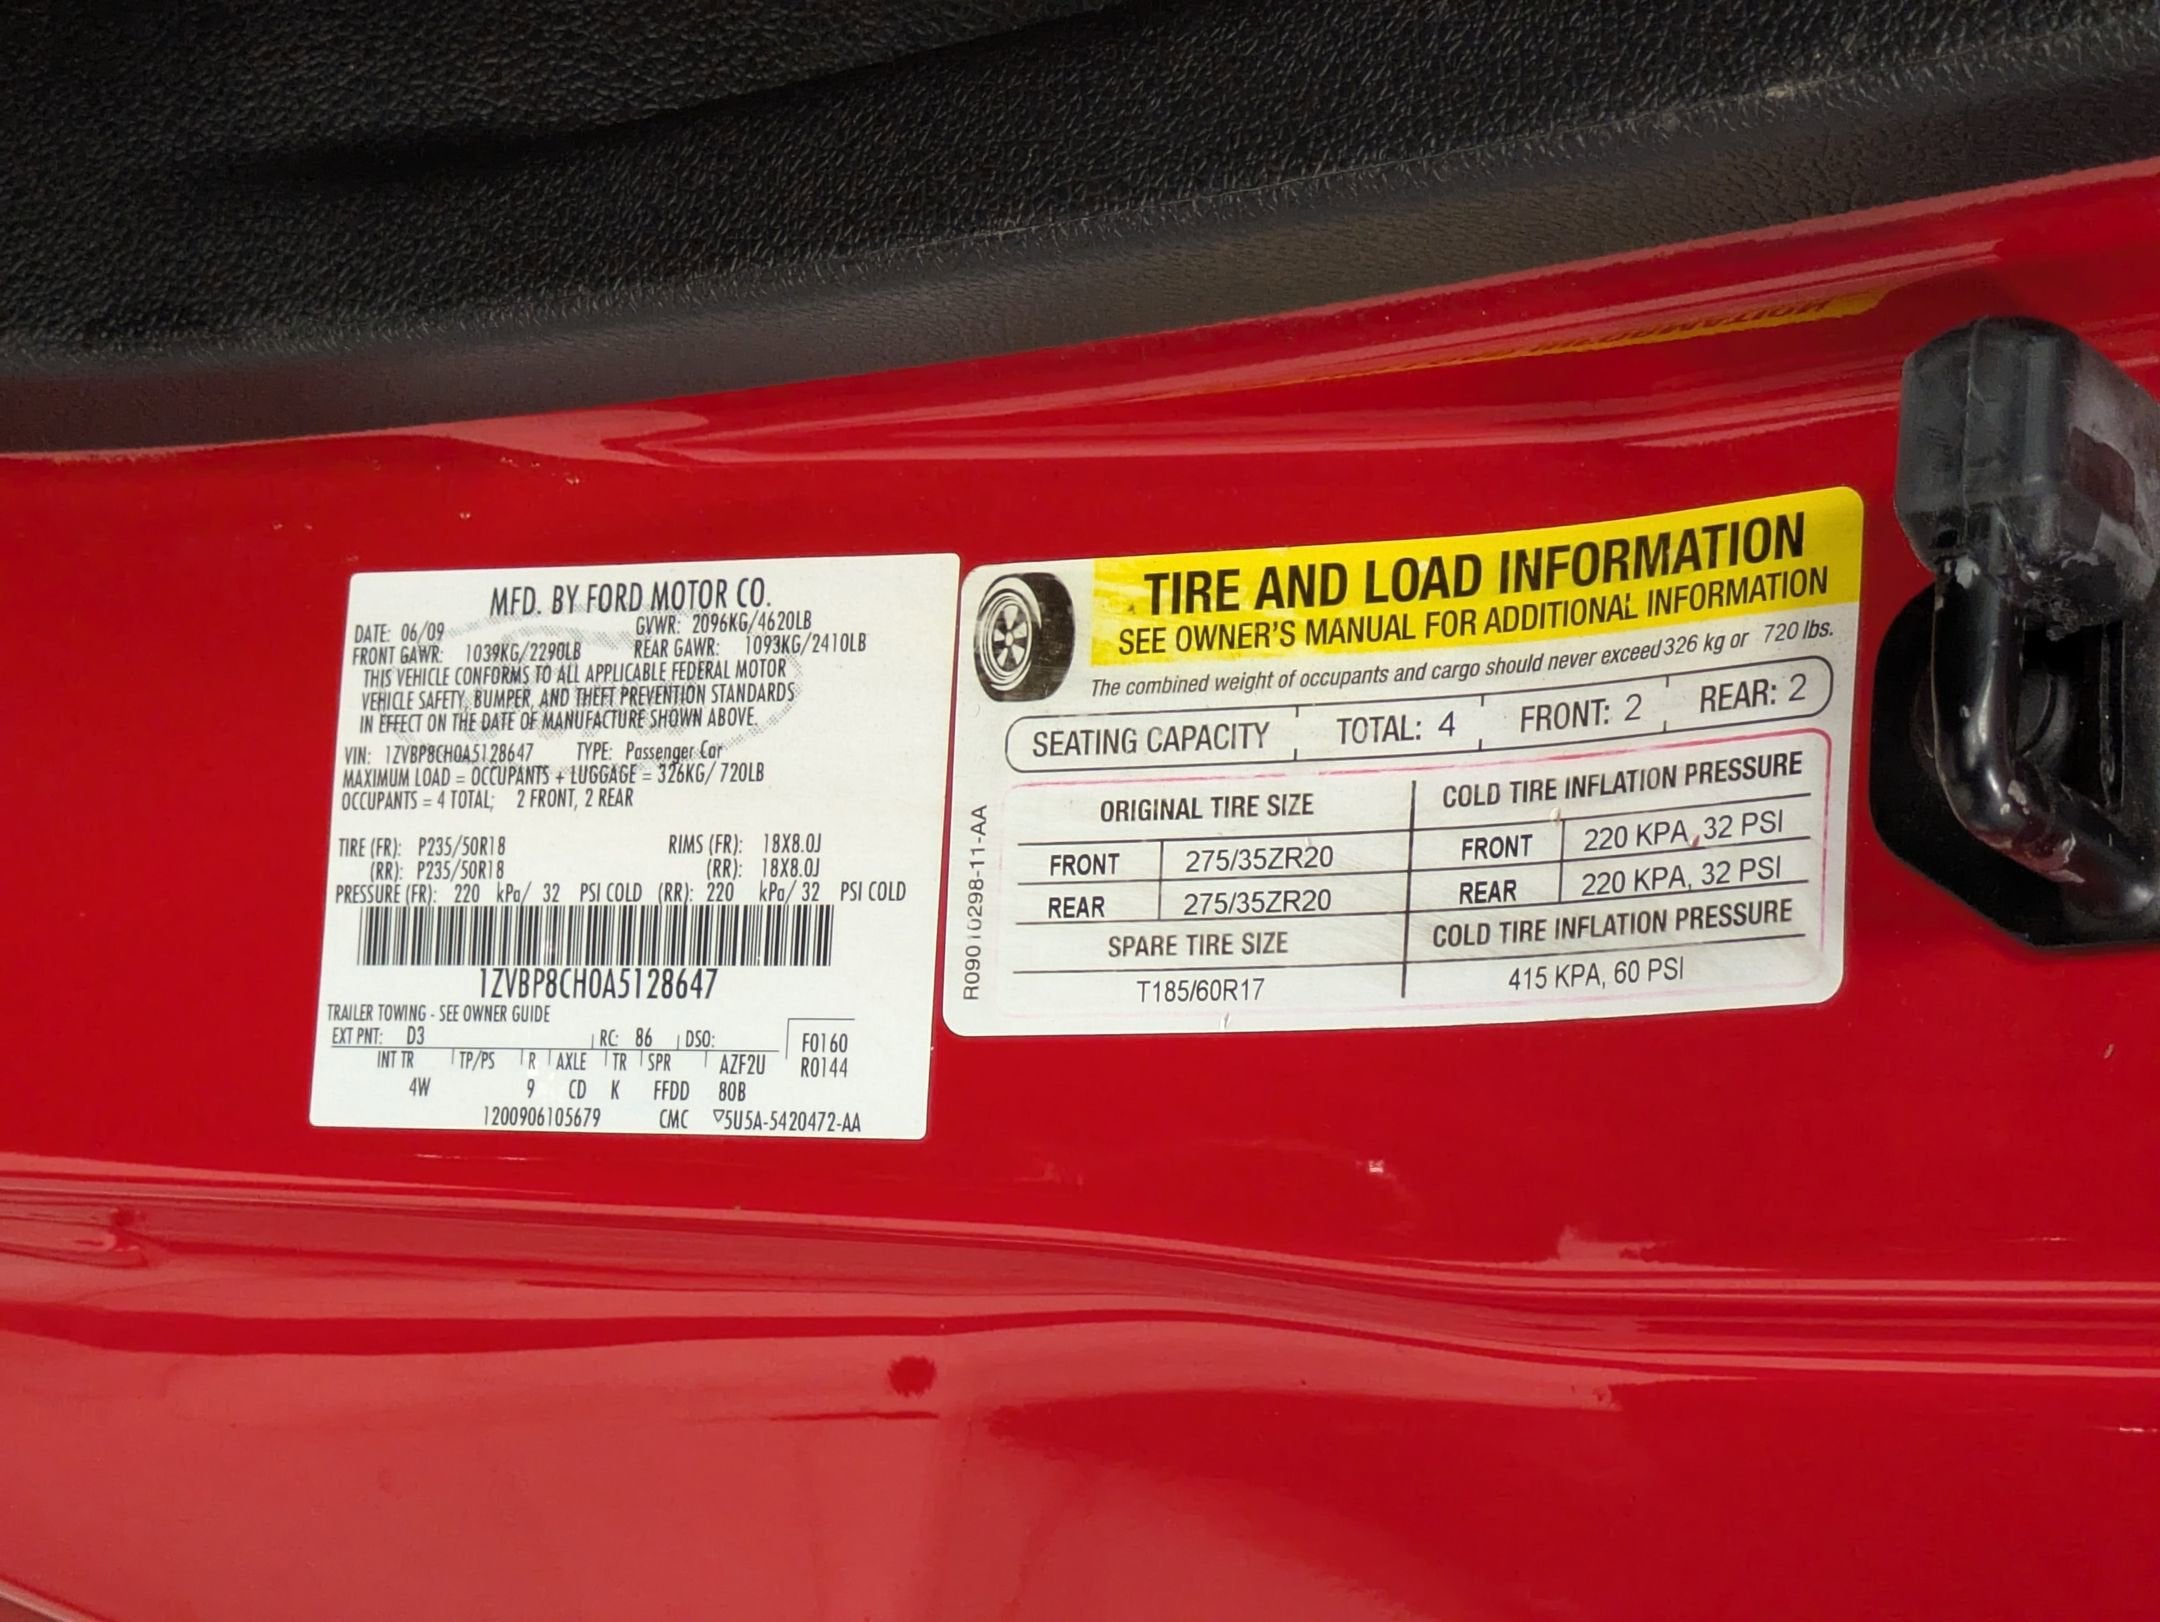 MFD. BY FORD MOTOR CO.
DATE: 06/09 GVWR: 2096KG/4620LB
FRONT GAWR: 1039KG/2290LB REAR GAWR: 1093KG/2410LB
THIS VEHICLE CONFORMS TO ALL APPLICABLE FEDERAL MOTOR
VEHICLE SAFETY, BUMPER, AND THEFT PREVENTION STANDARDS
IN EFFECT ON THE DATE OF MANUFACTURE SHOWN ABOVE.
VIN: 1ZVBP8CH0A5128647 TYPE: Passenger Car
MAXIMUM LOAD = OCCUPANTS + LUGGAGE = 326KG/ 720LB
OCCUPANTS = 4 TOTAL; 2 FRONT, 2 REAR
TIRE (FR): P235/50R18 RIMS (FR): 18X8.0J
(RR): P235/50R18 (RR): 18X8.0J
PRESSURE (FR): 220 kPa/ 32 PSI COLD (RR): 220 kPa/ 32 PSI COLD
1ZVBP8CH0A5128647
TRAILER TOWING - SEE OWNER GUIDE
EXT PNT: D3 RC: 86 DSO: F0160
INT TR TP/PS R AXLE TR SPR AZF2U R0144
4W 9 CD K FFDD 80B
1200906105679 CMC ▽5U5A-5420472-AA
TIRE AND LOAD INFORMATION
SEE OWNER'S MANUAL FOR ADDITIONAL INFORMATION
The combined weight of occupants and cargo should never exceed 326 kg or 720 lbs.
SEATING CAPACITY TOTAL: 4 FRONT: 2 REAR: 2
ORIGINAL TIRE SIZE COLD TIRE INFLATION PRESSURE
FRONT 275/35ZR20 FRONT 220 KPA, 32 PSI
REAR 275/35ZR20 REAR 220 KPA, 32 PSI
SPARE TIRE SIZE COLD TIRE INFLATION PRESSURE
T185/60R17 415 KPA, 60 PSI
R09010298-11-AA